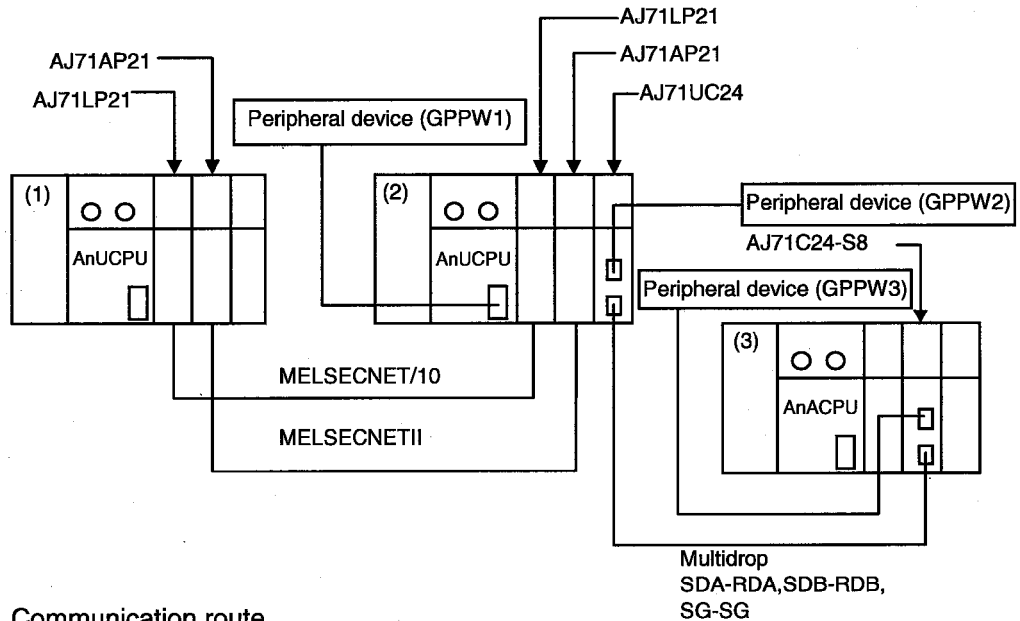 AJ71LP21
AJ71AP21
AJ71AP21
AJ71LP21
AJ71UC24
Peripheral device (GPPW1)
(1)
AnUCPU
(2)
AnUCPU
Peripheral device (GPPW2)
AJ71C24-S8
Peripheral device (GPPW3)
(3)
AnACPU
MELSECNET/10
MELSECNETII
Multidrop
SDA-RDA,SDB-RDB,
SG-SG
Communication route